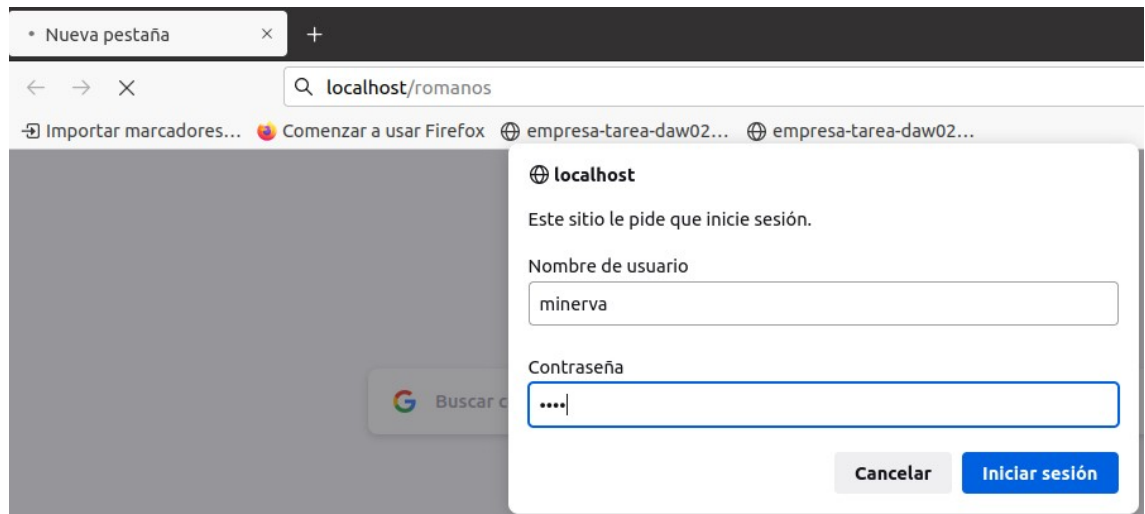 Nueva pestaña
localhost/romanos
Importar marcadores... Comenzar a usar Firefox empresa-tarea-daw02... empresa-tarea-daw02...
localhost
Este sitio le pide que inicie sesión.
Nombre de usuario
minerva
Contraseña
Buscar c
••••
Cancelar Iniciar sesión